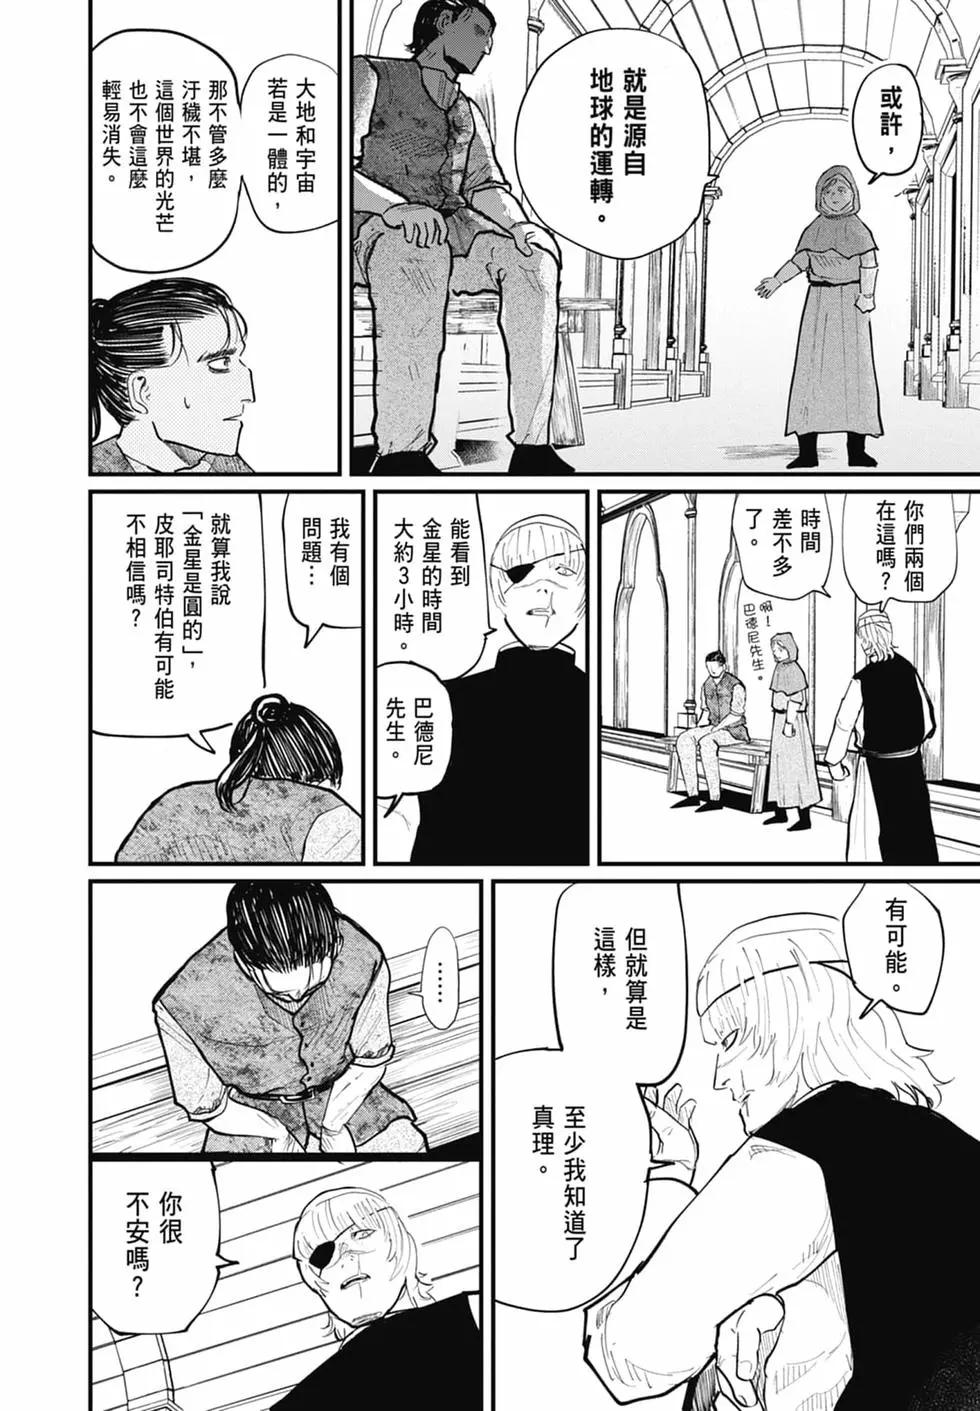 或許，
就是源自
地球的運轉。
大地和宇宙
若是一體的，
那不管多麼
汙穢不堪，
這個世界的光芒
也不會這麼
輕易消失。
你們兩個
在這嗎？
時間
差不多
了。
啊！
巴德尼先生。
能看到
金星的時間
大約3小時。
巴德尼
先生。
我有個
問題…
就算我說
「金星是圓的」，
皮耶司特伯有可能
不相信嗎？
有可能。
但就算是
這樣，
至少我知道了
真理。
……
你很
不安嗎？